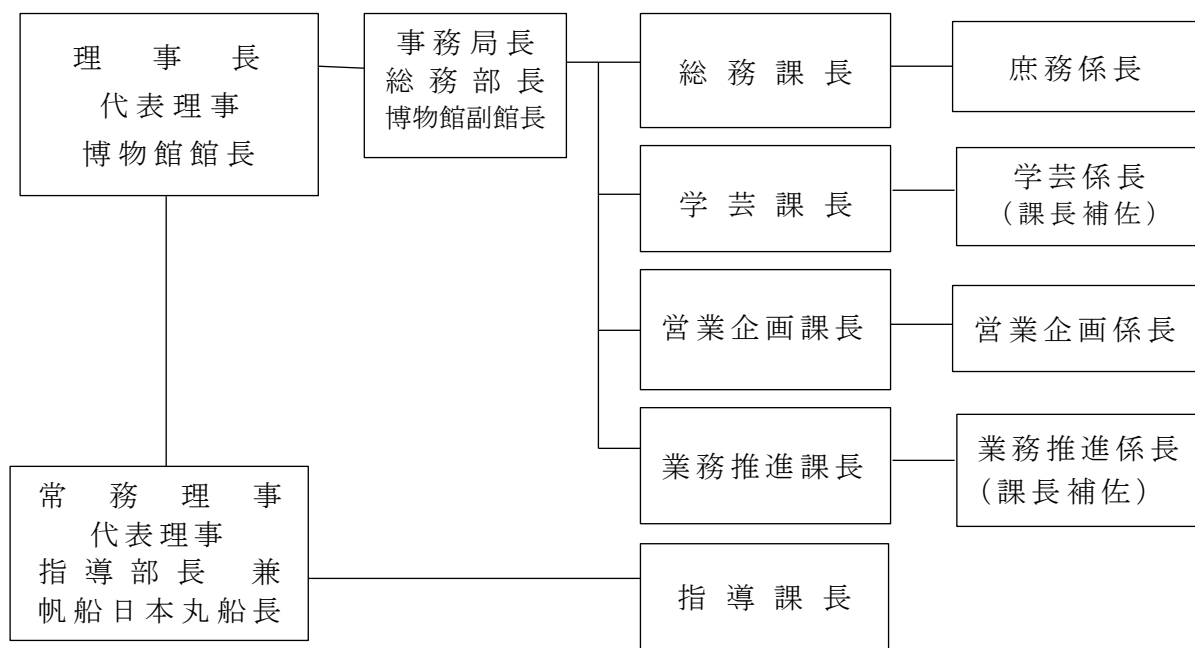 理事長
代表理事
博物館館長
事務局長
総務部長
博物館副館長
総務課長
庶務係長
学芸課長
学芸係長
（課長補佐）
営業企画課長
営業企画係長
業務推進課長
業務推進係長
（課長補佐）
常務理事
代表理事
指導部長 兼
帆船日本丸船長
指導課長